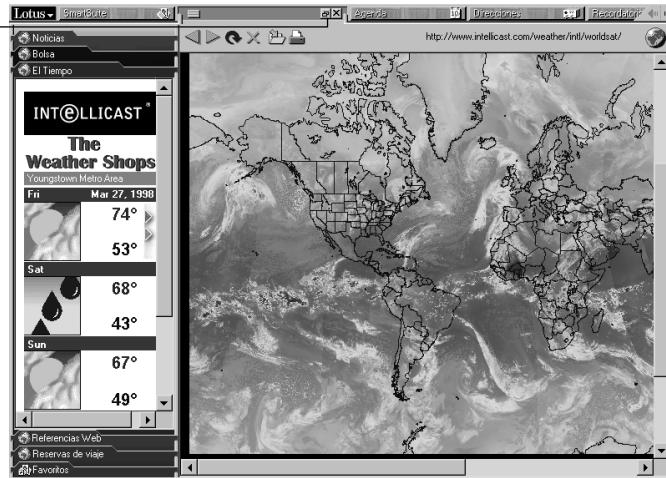 Lotus SmartSuite Agenda Direcciones Recordatorio
Noticias
Bolsa
El Tiempo
http://www.intellicast.com/weather/intl/worldsat/
INTELLICAST®
The
Weather Shops
Youngstown Metro Area
Fri Mar 27, 1998
74°
53°
Sat
68°
43°
Sun
67°
49°
Referencias Web
Reservas de viaje
Favoritos